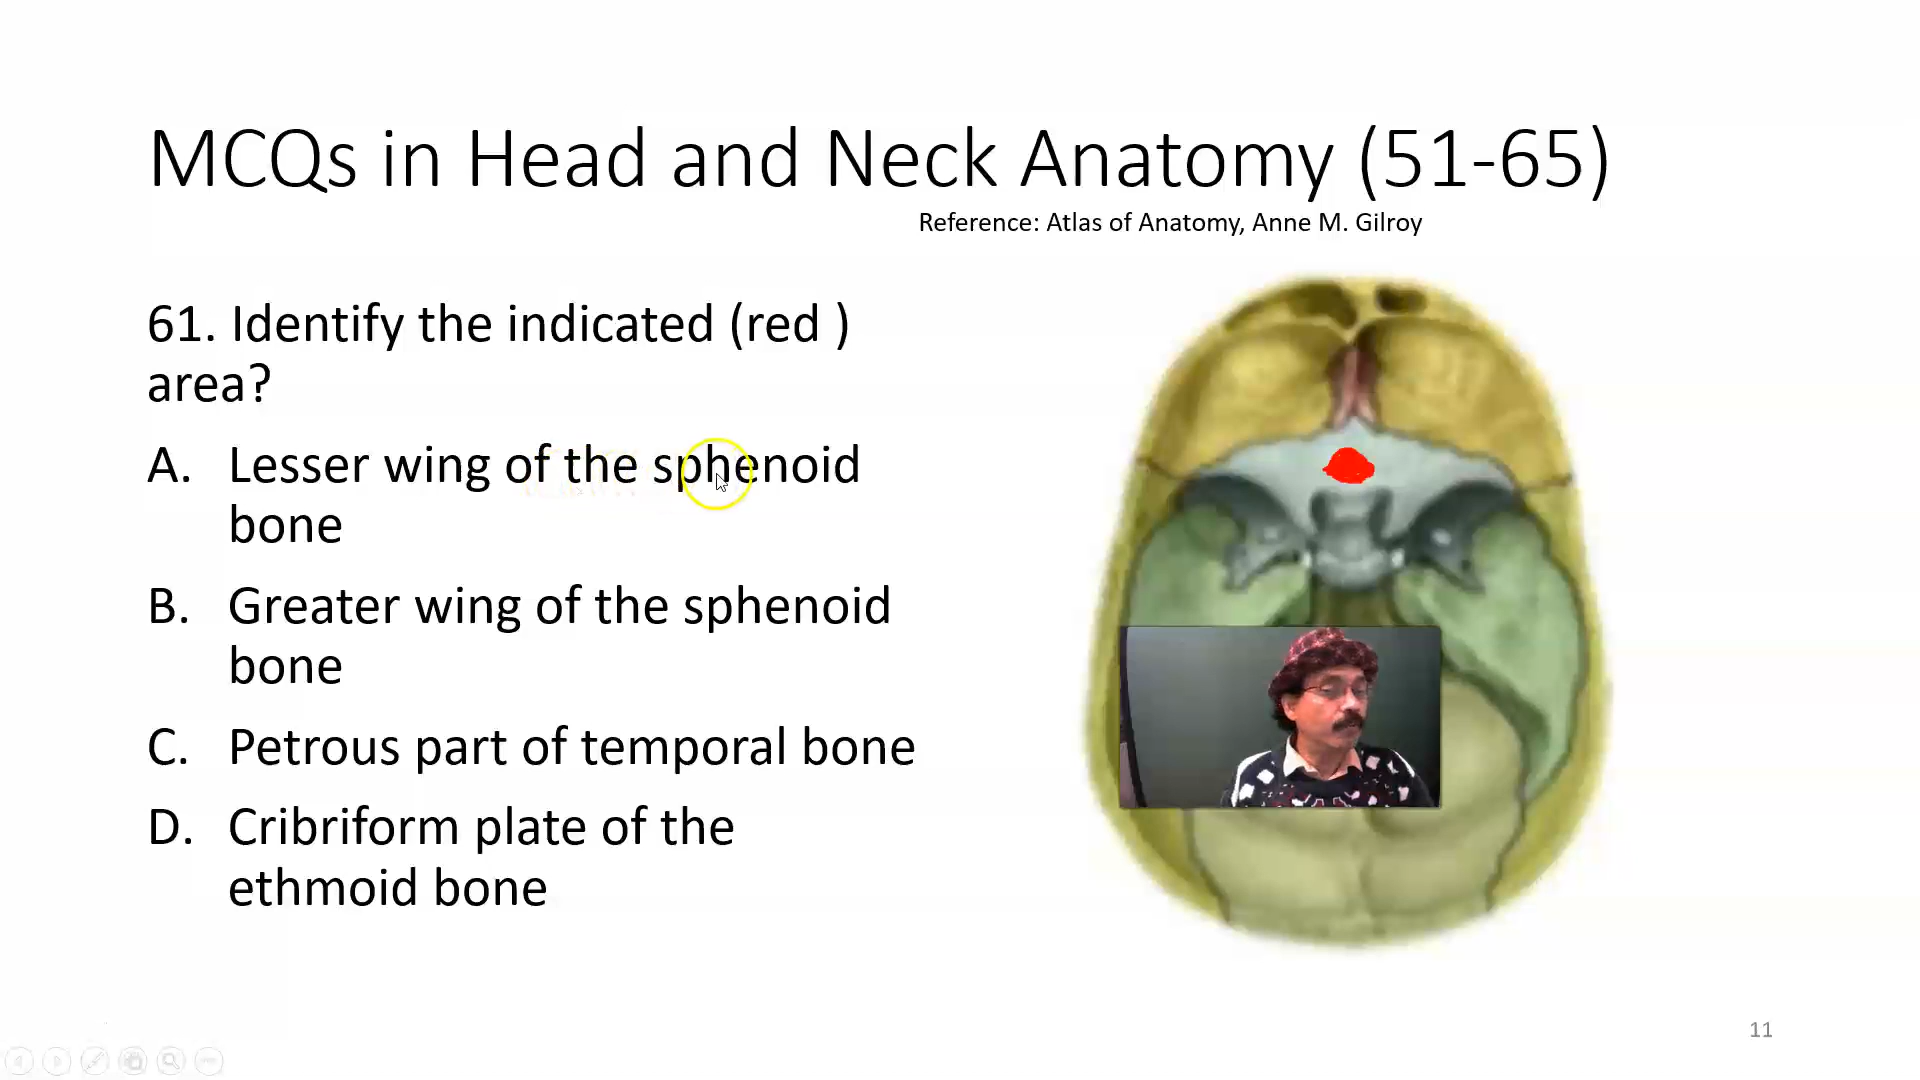 MCQs in Head and Neck Anatomy (51-65)
Reference: Atlas of Anatomy, Anne M. Gilroy
61. Identify the indicated (red )
area?
A. Lesser wing of the sphenoid
bone
B. Greater wing of the sphenoid
bone
C. Petrous part of temporal bone
D. Cribriform plate of the
ethmoid bone
11